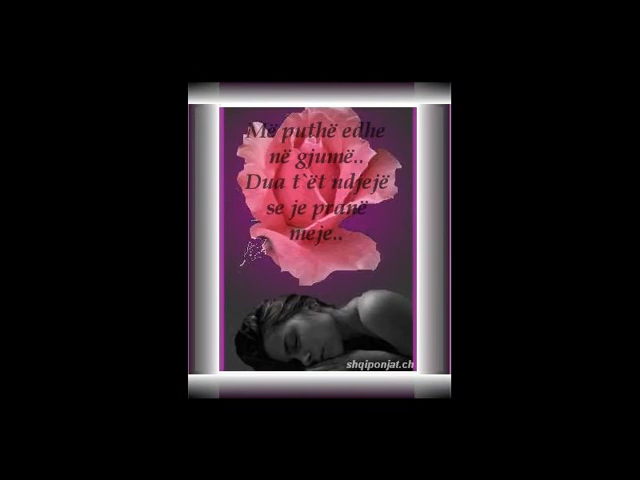 Më puthë edhe
në gjumë..
Dua t`ët ndjejë
se je pranë
meje..
shqiponjat.ch